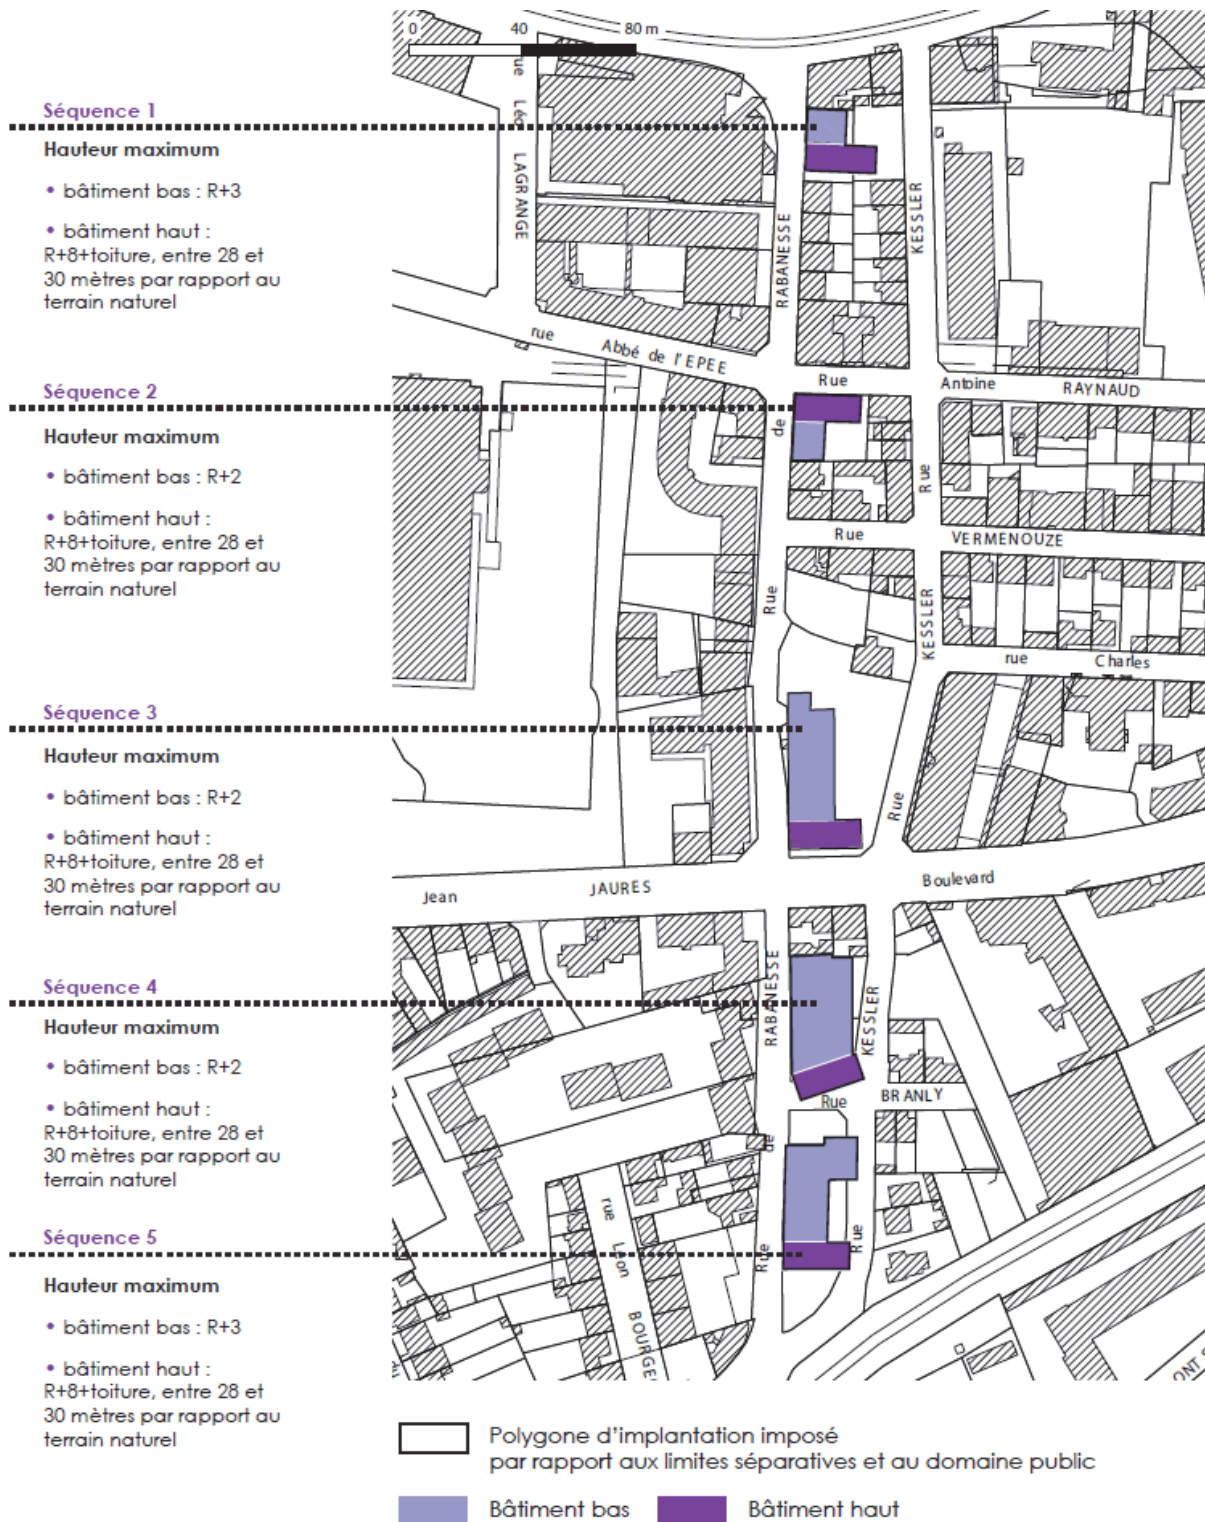 Séquence 1
Hauteur maximum
• bâtiment bas : R+3
• bâtiment haut :
R+8+toiture, entre 28 et
30 mètres par rapport au
terrain naturel
Séquence 2
Hauteur maximum
• bâtiment bas : R+2
• bâtiment haut :
R+8+toiture, entre 28 et
30 mètres par rapport au
terrain naturel
Séquence 3
Hauteur maximum
• bâtiment bas : R+2
• bâtiment haut :
R+8+toiture, entre 28 et
30 mètres par rapport au
terrain naturel
Séquence 4
Hauteur maximum
• bâtiment bas : R+2
• bâtiment haut :
R+8+toiture, entre 28 et
30 mètres par rapport au
terrain naturel
Séquence 5
Hauteur maximum
• bâtiment bas : R+3
• bâtiment haut :
R+8+toiture, entre 28 et
30 mètres par rapport au
terrain naturel
0 40 80 m
LAGRANGE
RABANESSE
KESSLER
rue Abbé de l'EPEE
Rue Antoine RAYNAUD
de
Rue
Rue VERMENOUZE
Rue
KESSLER
rue Charles
Rue
Jean JAURES Boulevard
RABANESSE
KESSLER
Rue BRANLY
de
rue Léon BOURGE
Rue
Rue
Polygone d'implantation imposé
par rapport aux limites séparatives et au domaine public
Bâtiment bas
Bâtiment haut